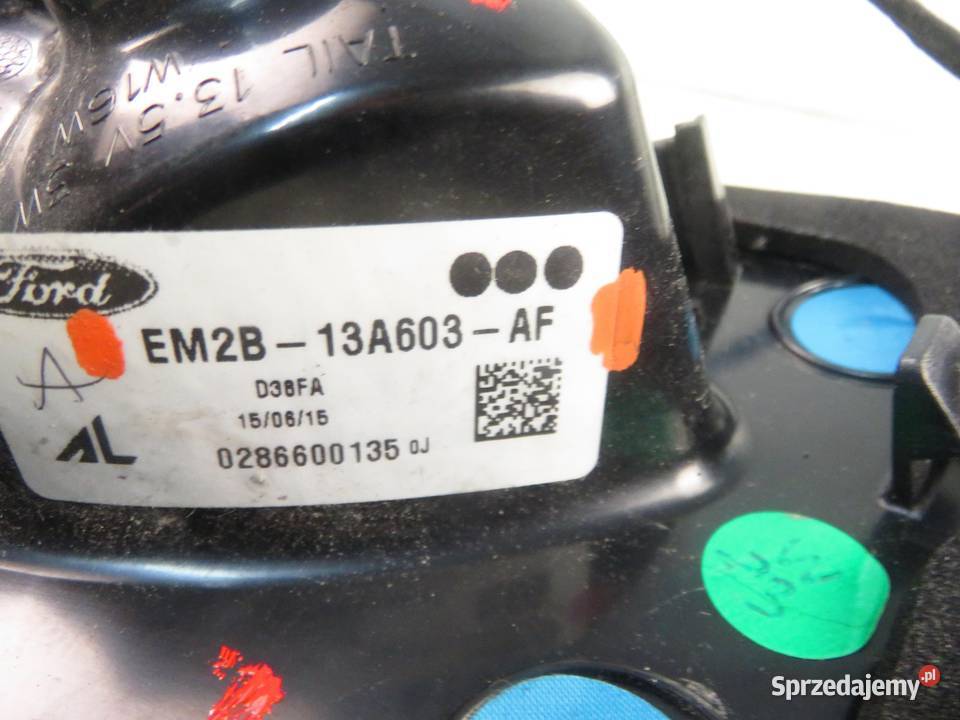 TAIL 13.5V
W16W
Ford
EM2B-13A603-AF
A
D38FA
15/06/15
AL
0286600135 0J
Sprzedajemy.pl